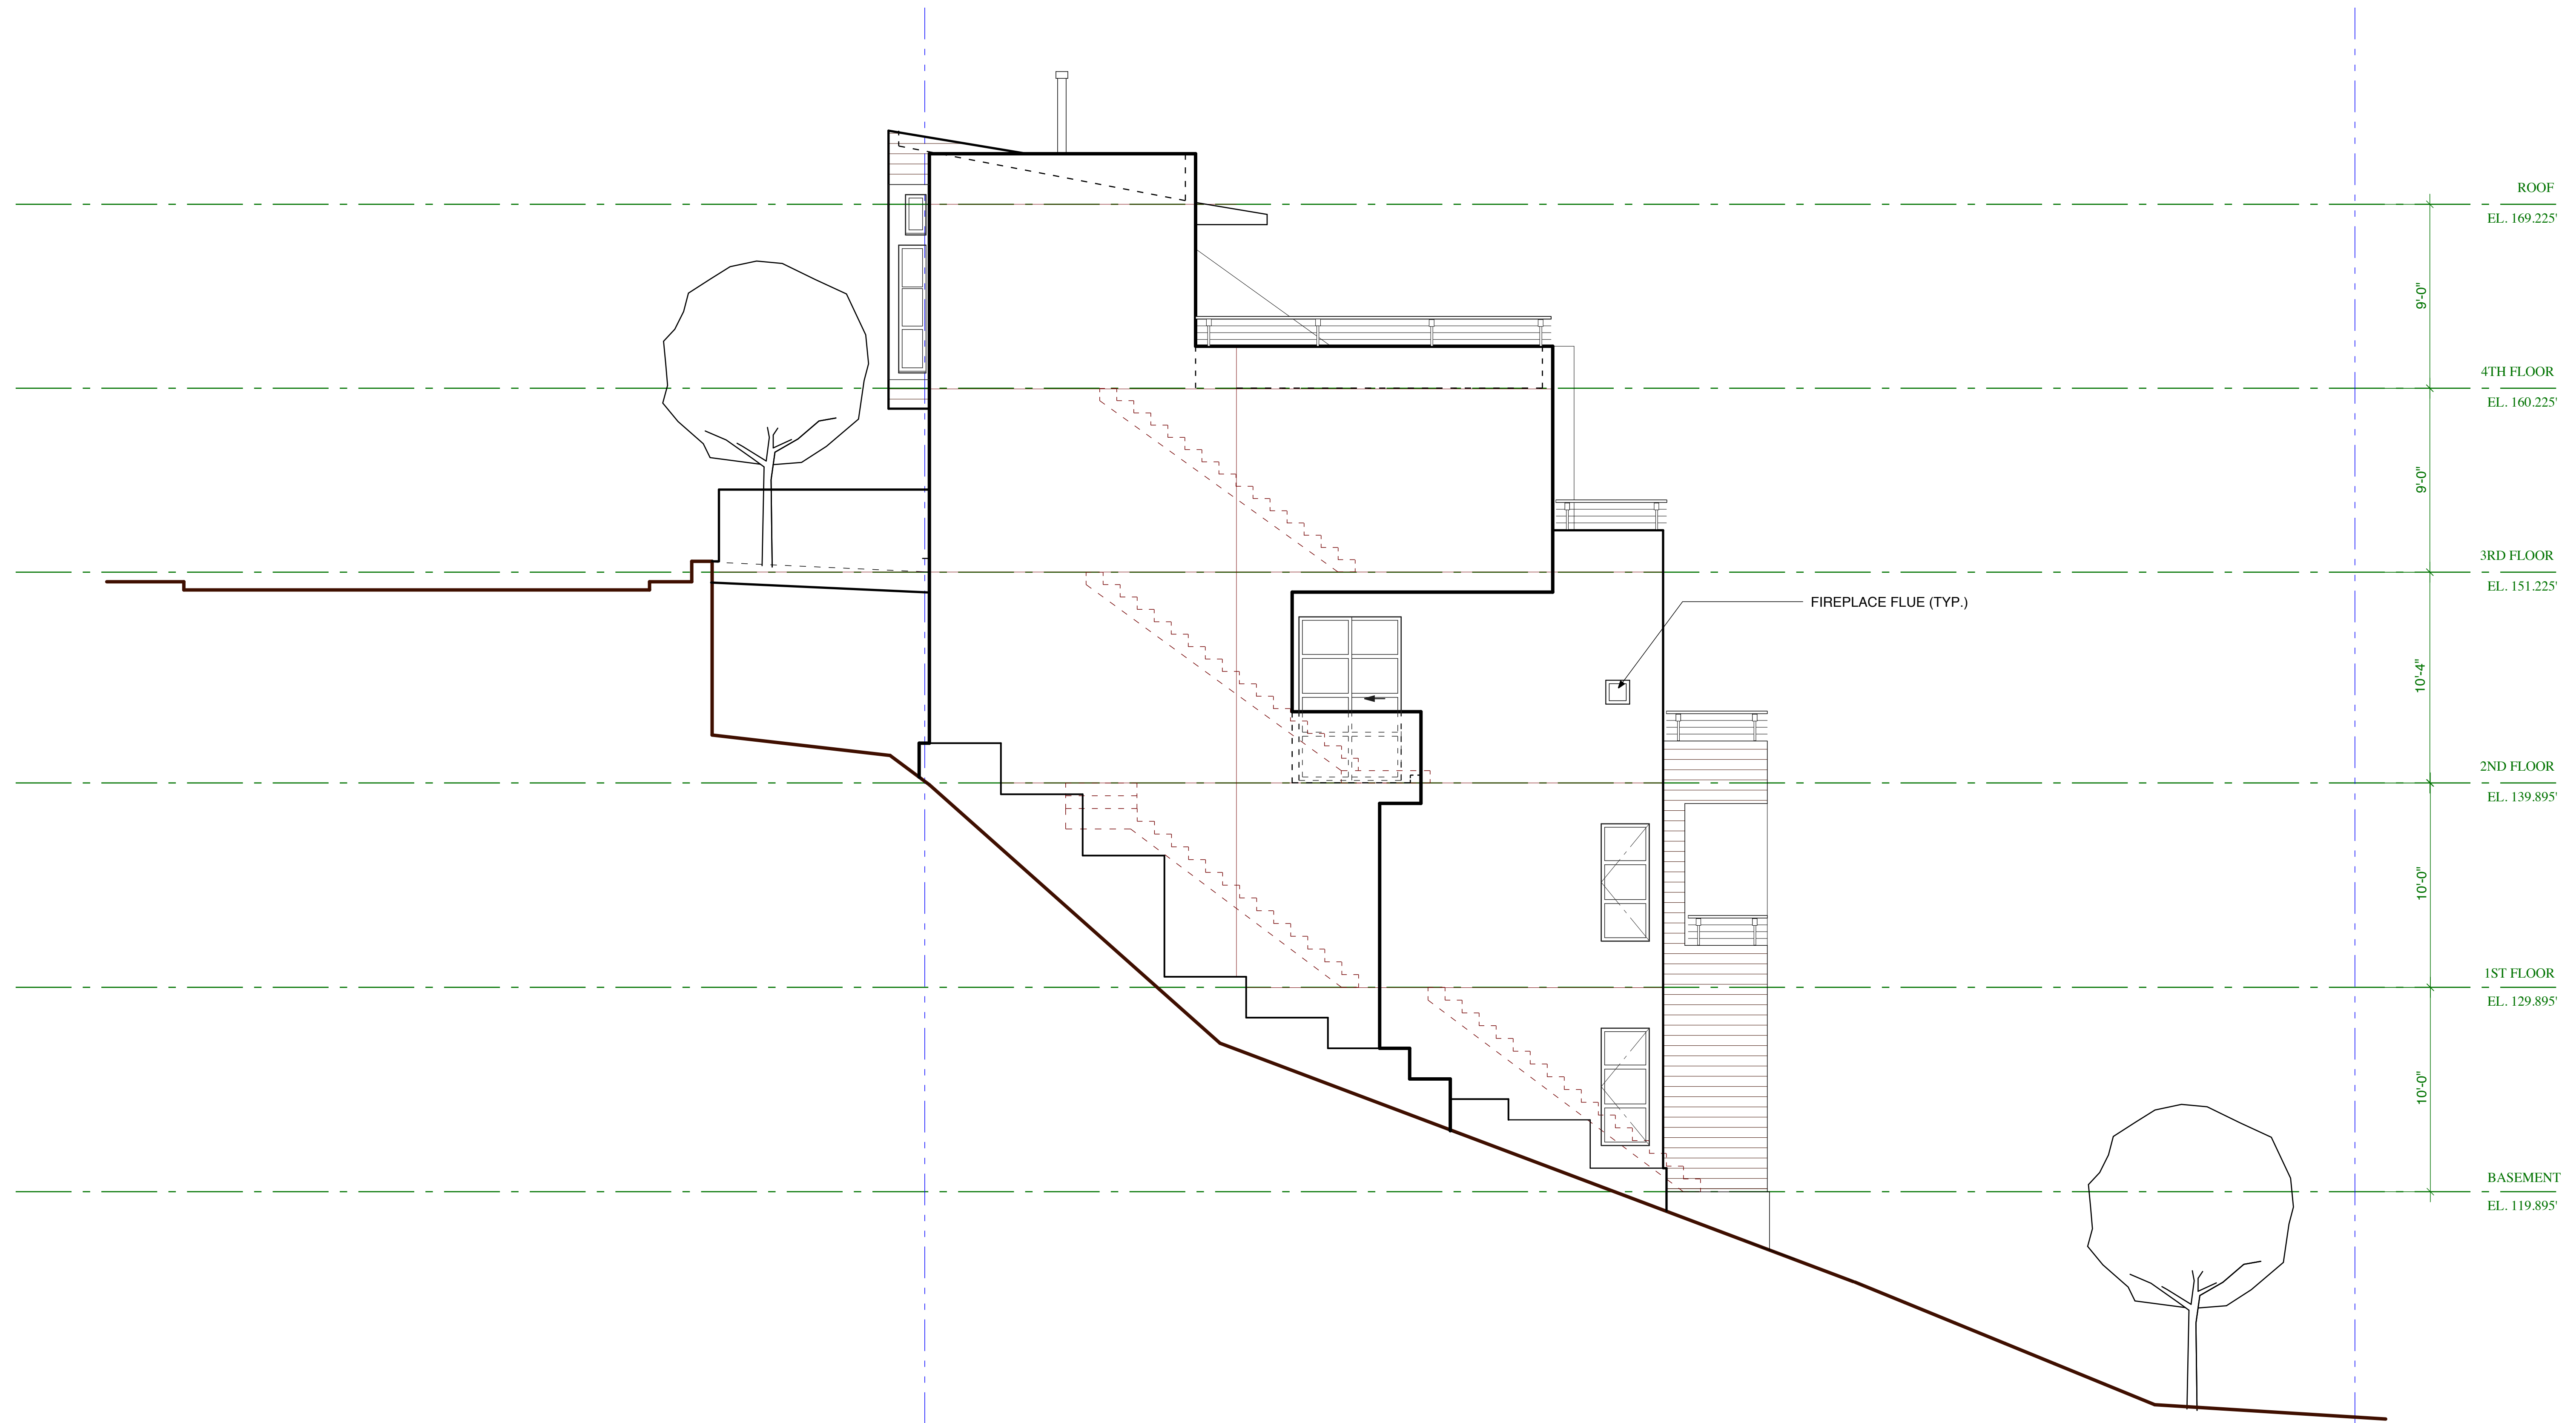 ROOF
EL. 169.225'
9'-0"
4TH FLOOR
EL. 160.225'
9'-0"
3RD FLOOR
EL. 151.225'
FIREPLACE FLUE (TYP.)
10'-4"
2ND FLOOR
EL. 139.895'
10'-0"
1ST FLOOR
EL. 129.895'
10'-0"
BASEMENT
EL. 119.895'